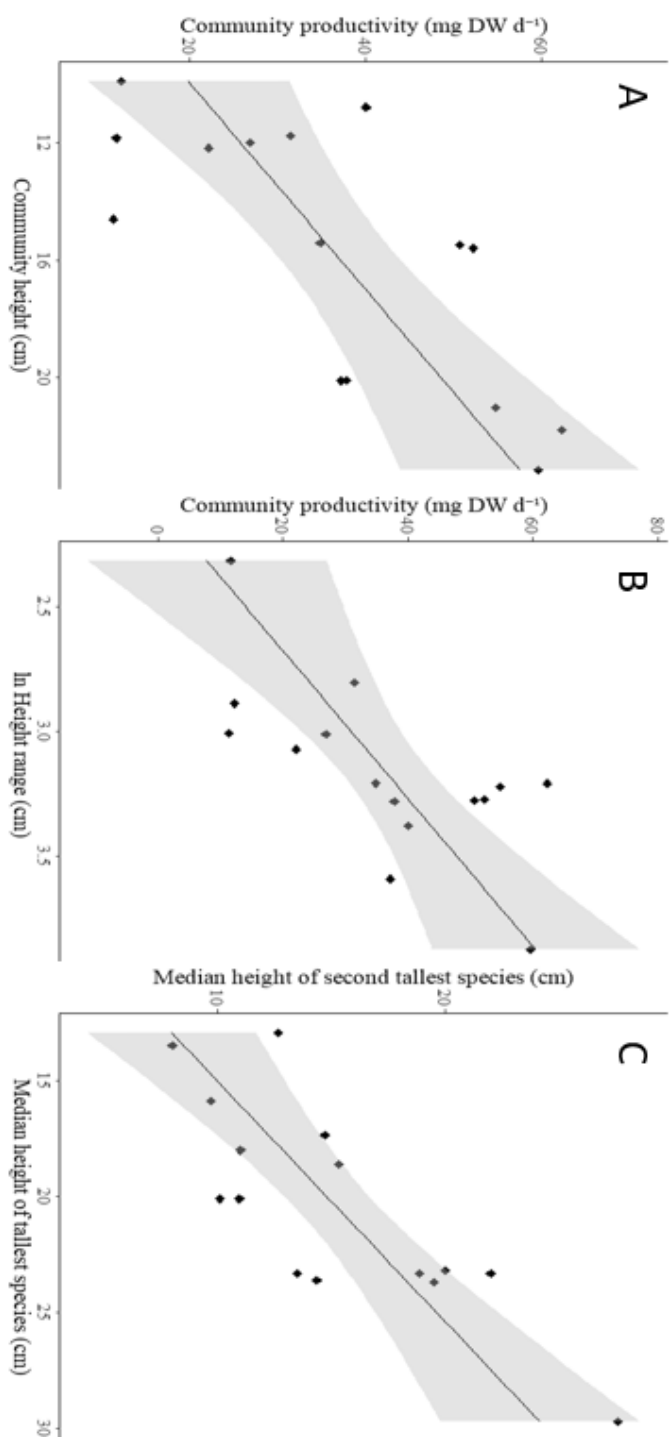 A
Community productivity (mg DW d⁻¹)
20
40
60
12
16
20
Community height (cm)
B
Community productivity (mg DW d⁻¹)
0
20
40
60
80
2.5
3.0
3.5
ln Height range (cm)
C
Median height of second tallest species (cm)
10
20
15
20
25
30
Median height of tallest species (cm)